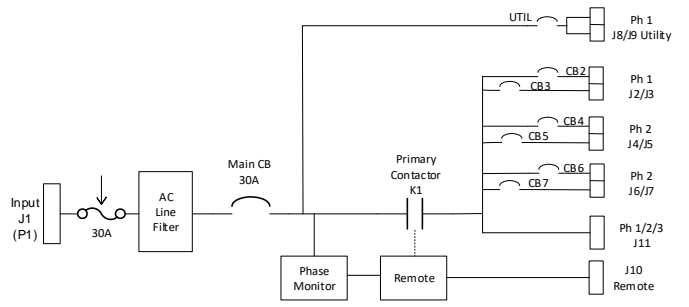 UTIL
Ph 1
J8/J9 Utility
CB2
Ph 1
CB3
J2/J3
CB4
Ph 2
CB5
J4/J5
Main CB
30A
Primary
Contactor
K1
CB6
Ph 2
CB7
J6/J7
Input
J1
(P1)
30A
AC
Line
Filter
Ph 1/2/3
J11
Phase
Monitor
Remote
J10
Remote